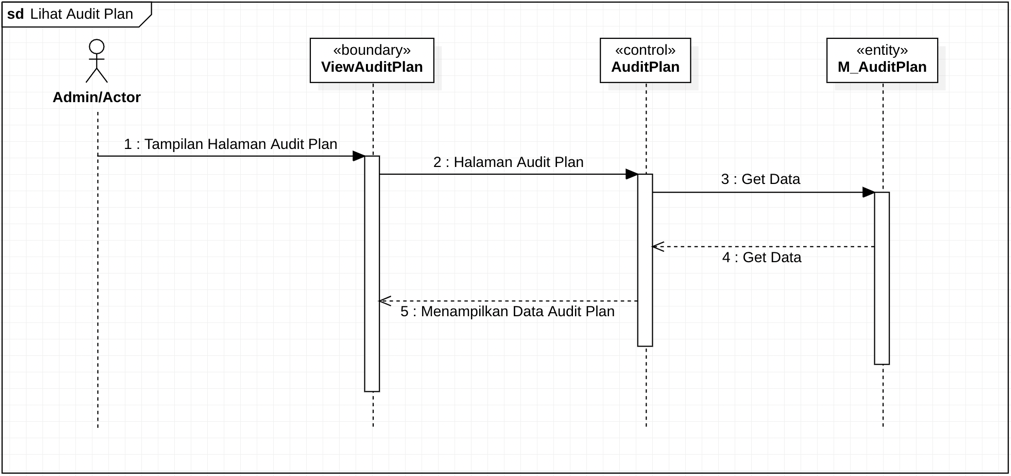 sd Lihat Audit Plan
Admin/Actor
«boundary»
ViewAuditPlan
«control»
AuditPlan
«entity»
M_AuditPlan
1 : Tampilan Halaman Audit Plan
2 : Halaman Audit Plan
3 : Get Data
4 : Get Data
5 : Menampilkan Data Audit Plan